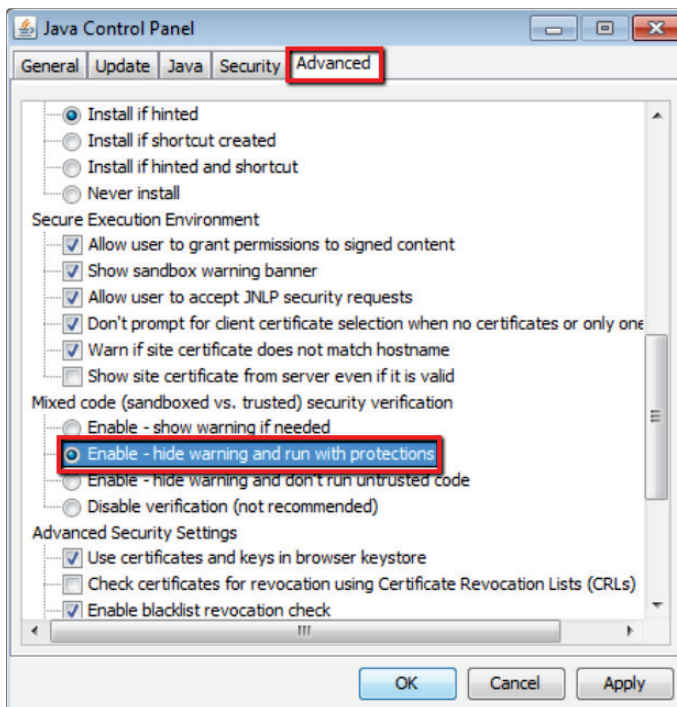 Java Control Panel
General Update Java Security Advanced
Install if hinted
Install if shortcut created
Install if hinted and shortcut
Never install
Secure Execution Environment
Allow user to grant permissions to signed content
Show sandbox warning banner
Allow user to accept JNLP security requests
Don't prompt for client certificate selection when no certificates or only one
Warn if site certificate does not match hostname
Show site certificate from server even if it is valid
Mixed code (sandboxed vs. trusted) security verification
Enable - show warning if needed
Enable - hide warning and run with protections
Enable - hide warning and don't run untrusted code
Disable verification (not recommended)
Advanced Security Settings
Use certificates and keys in browser keystore
Check certificates for revocation using Certificate Revocation Lists (CRLs)
Enable blacklist revocation check
OK Cancel Apply